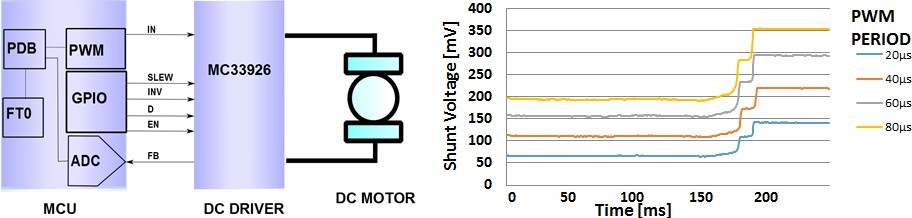 PDB
PWM
FT0
GPIO
ADC
MCU
IN
SLEW
INV
D
EN
FB
MC33926
DC DRIVER
DC MOTOR
Shunt Voltage [mV]
400
350
300
250
200
150
100
50
0
0
50
100
150
200
Time [ms]
PWM
PERIOD
20µs
40µs
60µs
80µs